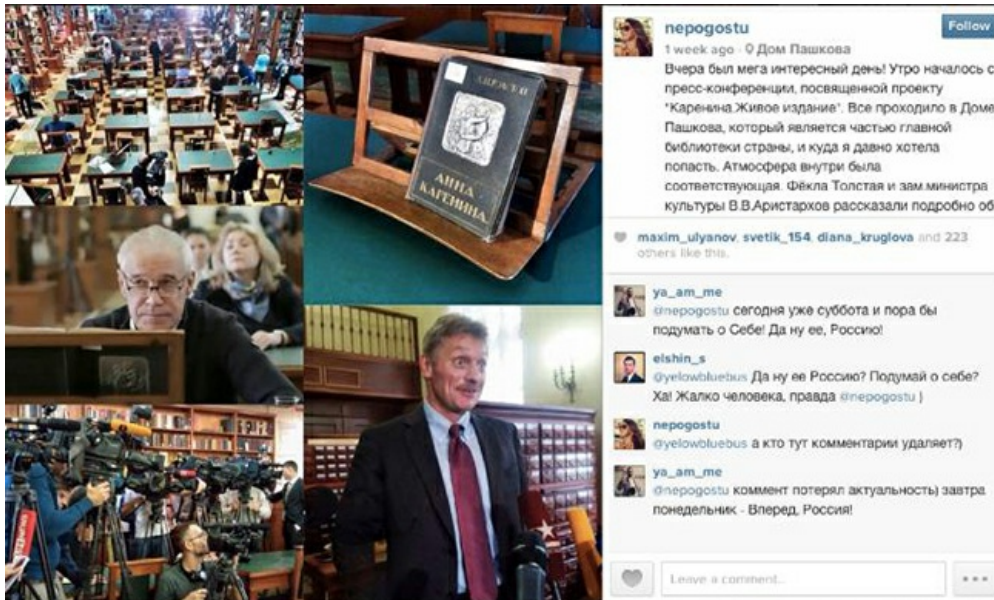 Л.Н.ТОЛСТОЙ
АННА
КАРЕНИНА
nepogostu
Follow
1 week ago · Дом Пашкова
Вчера был мега интересный день! Утро началось с
пресс-конференции, посвященной проекту
"Каренина.Живое издание". Все проходило в Доме
Пашкова, который является частью главной
библиотеки страны, и куда я давно хотела
попасть. Атмосфера внутри была
соответствующая. Фёкла Толстая и зам.министра
культуры В.В.Аристархов рассказали подробно об
maxim_ulyanov, svetik_154, diana_kruglova and 223
others like this.
ya_am_me
@nepogostu сегодня уже суббота и пора бы
подумать о Себе! Да ну ее, Россию!
elshin_s
@yelowbluebus Да ну ее Россию? Подумай о себе?
Ха! Жалко человека, правда @nepogostu )
nepogostu
@yelowbluebus а кто тут комментарии удаляет?)
ya_am_me
@nepogostu коммент потерял актуальность) завтра
понедельник - Вперед, Россия!
Leave a comment...